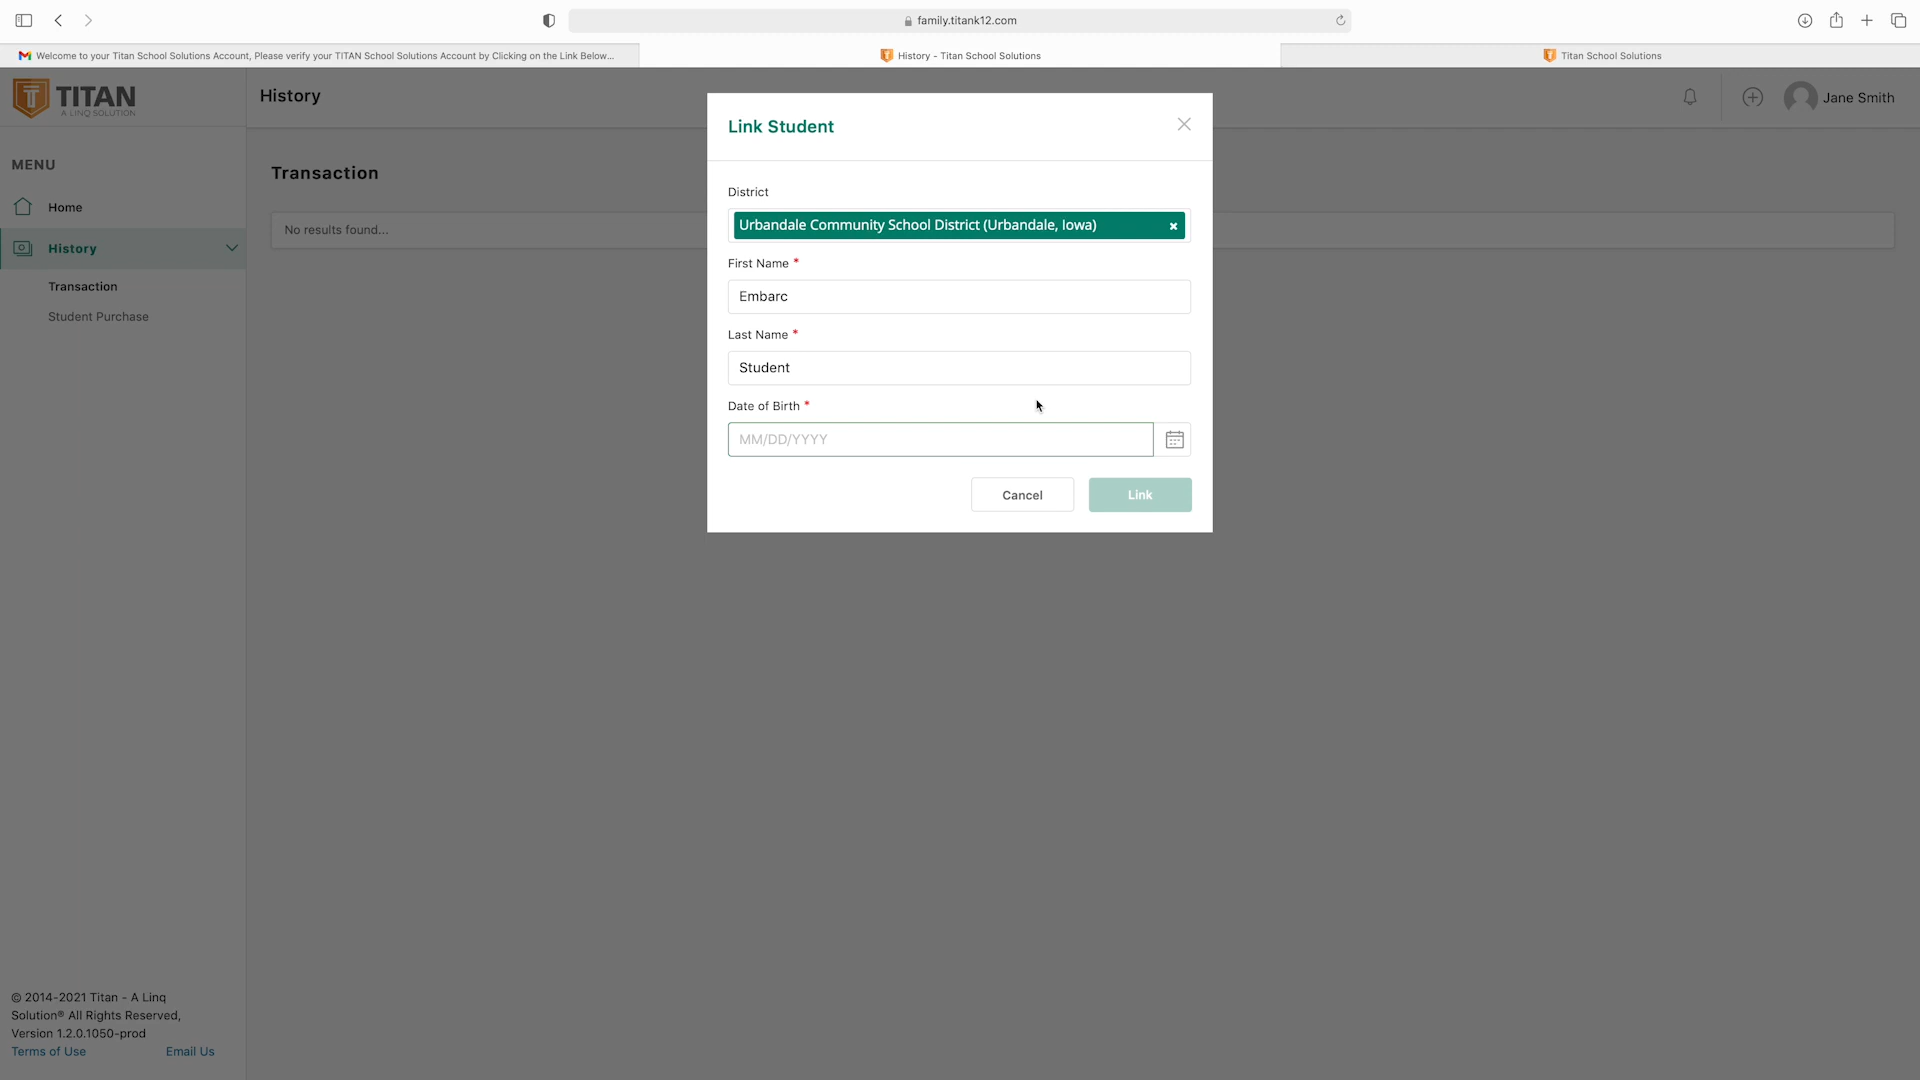 family.titank12.com
Welcome to your Titan School Solutions Account, Please verify your TITAN School Solutions Account by Clicking on the Link Below...
History - Titan School Solutions
Titan School Solutions
TITAN
A LINQ SOLUTION
History
Jane Smith
MENU
Home
History
Transaction
Student Purchase
Transaction
No results found...
Link Student
District
Urbandale Community School District (Urbandale, Iowa)
First Name *
Embarc
Last Name *
Student
Date of Birth *
MM/DD/YYYY
Cancel
Link
© 2014-2021 Titan - A Linq
Solution® All Rights Reserved,
Version 1.2.0.1050-prod
Terms of Use
Email Us